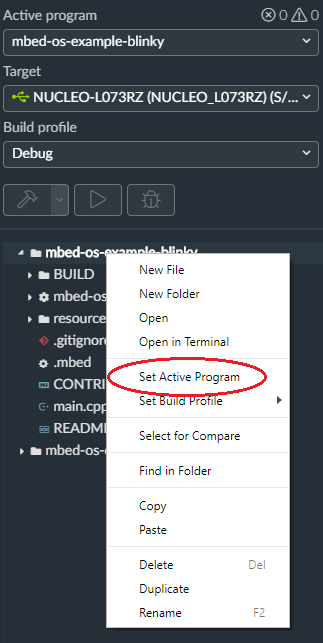 Active program
0 0
mbed-os-example-blinky
Target
NUCLEO-L073RZ (NUCLEO_L073RZ) (S/...
Build profile
Debug
mbed-os-example-blinky
BUILD
mbed-os
resource
.gitignore
.mbed
CONTRI
main.cpp
README
mbed-os-e
New File
New Folder
Open
Open in Terminal
Set Active Program
Set Build Profile
Select for Compare
Find in Folder
Copy
Paste
Delete Del
Duplicate
Rename F2